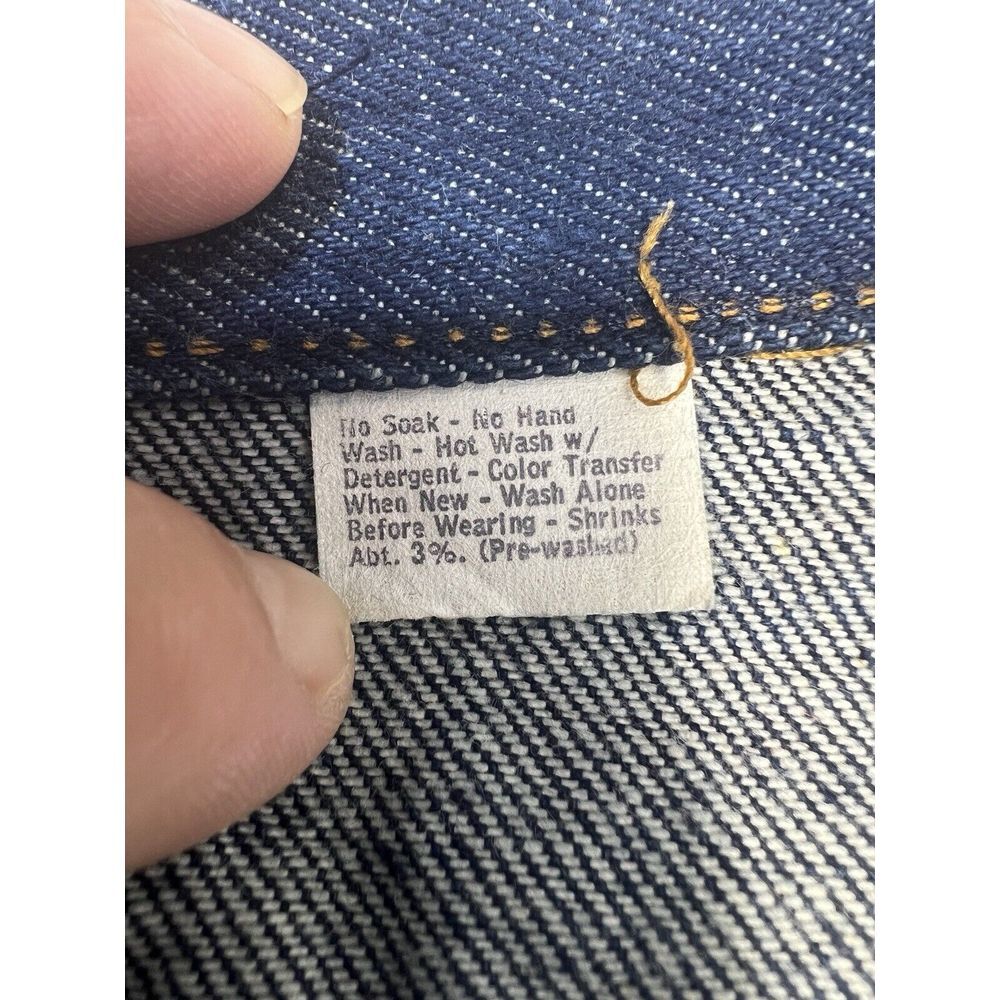 No Soak - No Hand
Wash - Hot Wash w/
Detergent - Color Transfer
When New - Wash Alone
Before Wearing - Shrinks
Abt. 3%. (Pre-washed)